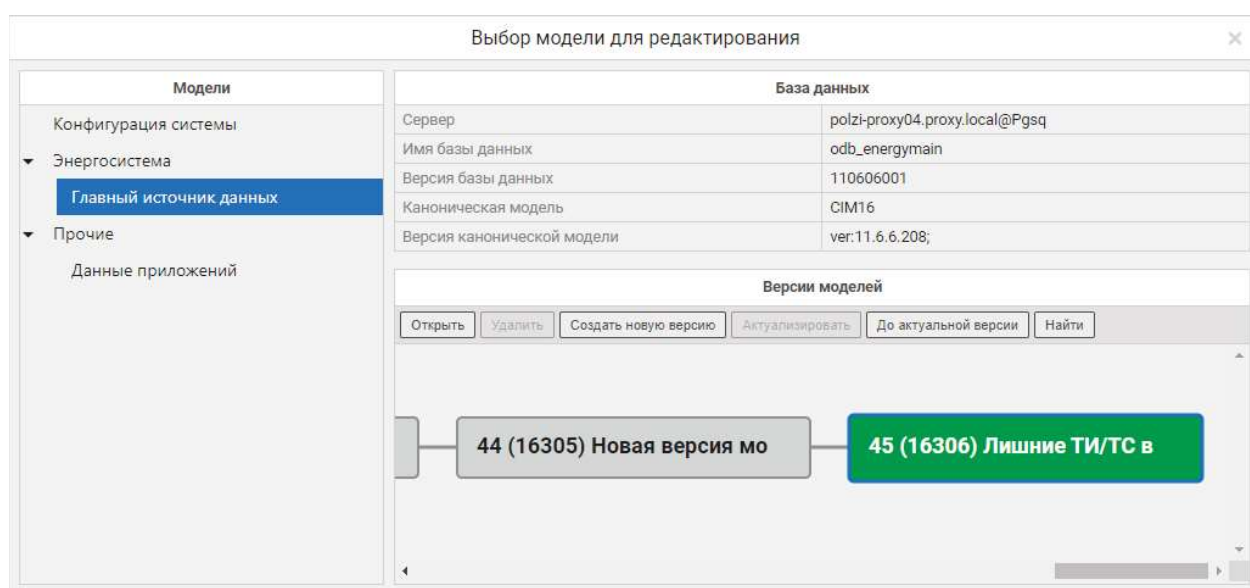 Выбор модели для редактирования
Модели
Конфигурация системы
Энергосистема
Главный источник данных
Прочие
Данные приложений
База данных
Сервер polzi-proxy04.proxy.local@Pgsq
Имя базы данных odb_energymain
Версия базы данных 110606001
Каноническая модель CIM16
Версия канонической модели ver:11.6.6.208;
Версии моделей
Открыть Удалить Создать новую версию Актуализировать До актуальной версии Найти
44 (16305) Новая версия мо 45 (16306) Лишние ТИ/ТС в